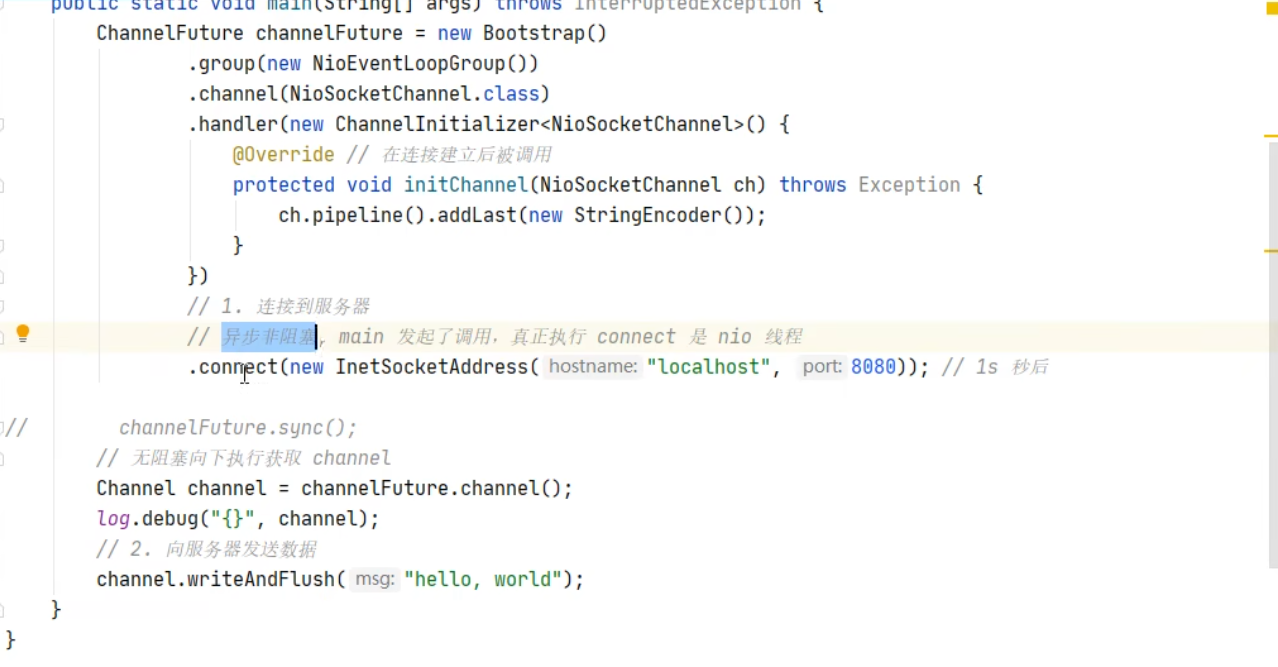 public static void main(String[] args) throws InterruptedException {
ChannelFuture channelFuture = new Bootstrap()
.group(new NioEventLoopGroup())
.channel(NioSocketChannel.class)
.handler(new ChannelInitializer<NioSocketChannel>() {
@Override // 在连接建立后被调用
protected void initChannel(NioSocketChannel ch) throws Exception {
ch.pipeline().addLast(new StringEncoder());
}
})
// 1. 连接到服务器
// 异步非阻塞, main 发起了调用，真正执行 connect 是 nio 线程
.connect(new InetSocketAddress( hostname: "localhost", port: 8080)); // 1s 秒后
// channelFuture.sync();
// 无阻塞向下执行获取 channel
Channel channel = channelFuture.channel();
log.debug("{}", channel);
// 2. 向服务器发送数据
channel.writeAndFlush( msg: "hello, world");
}
}